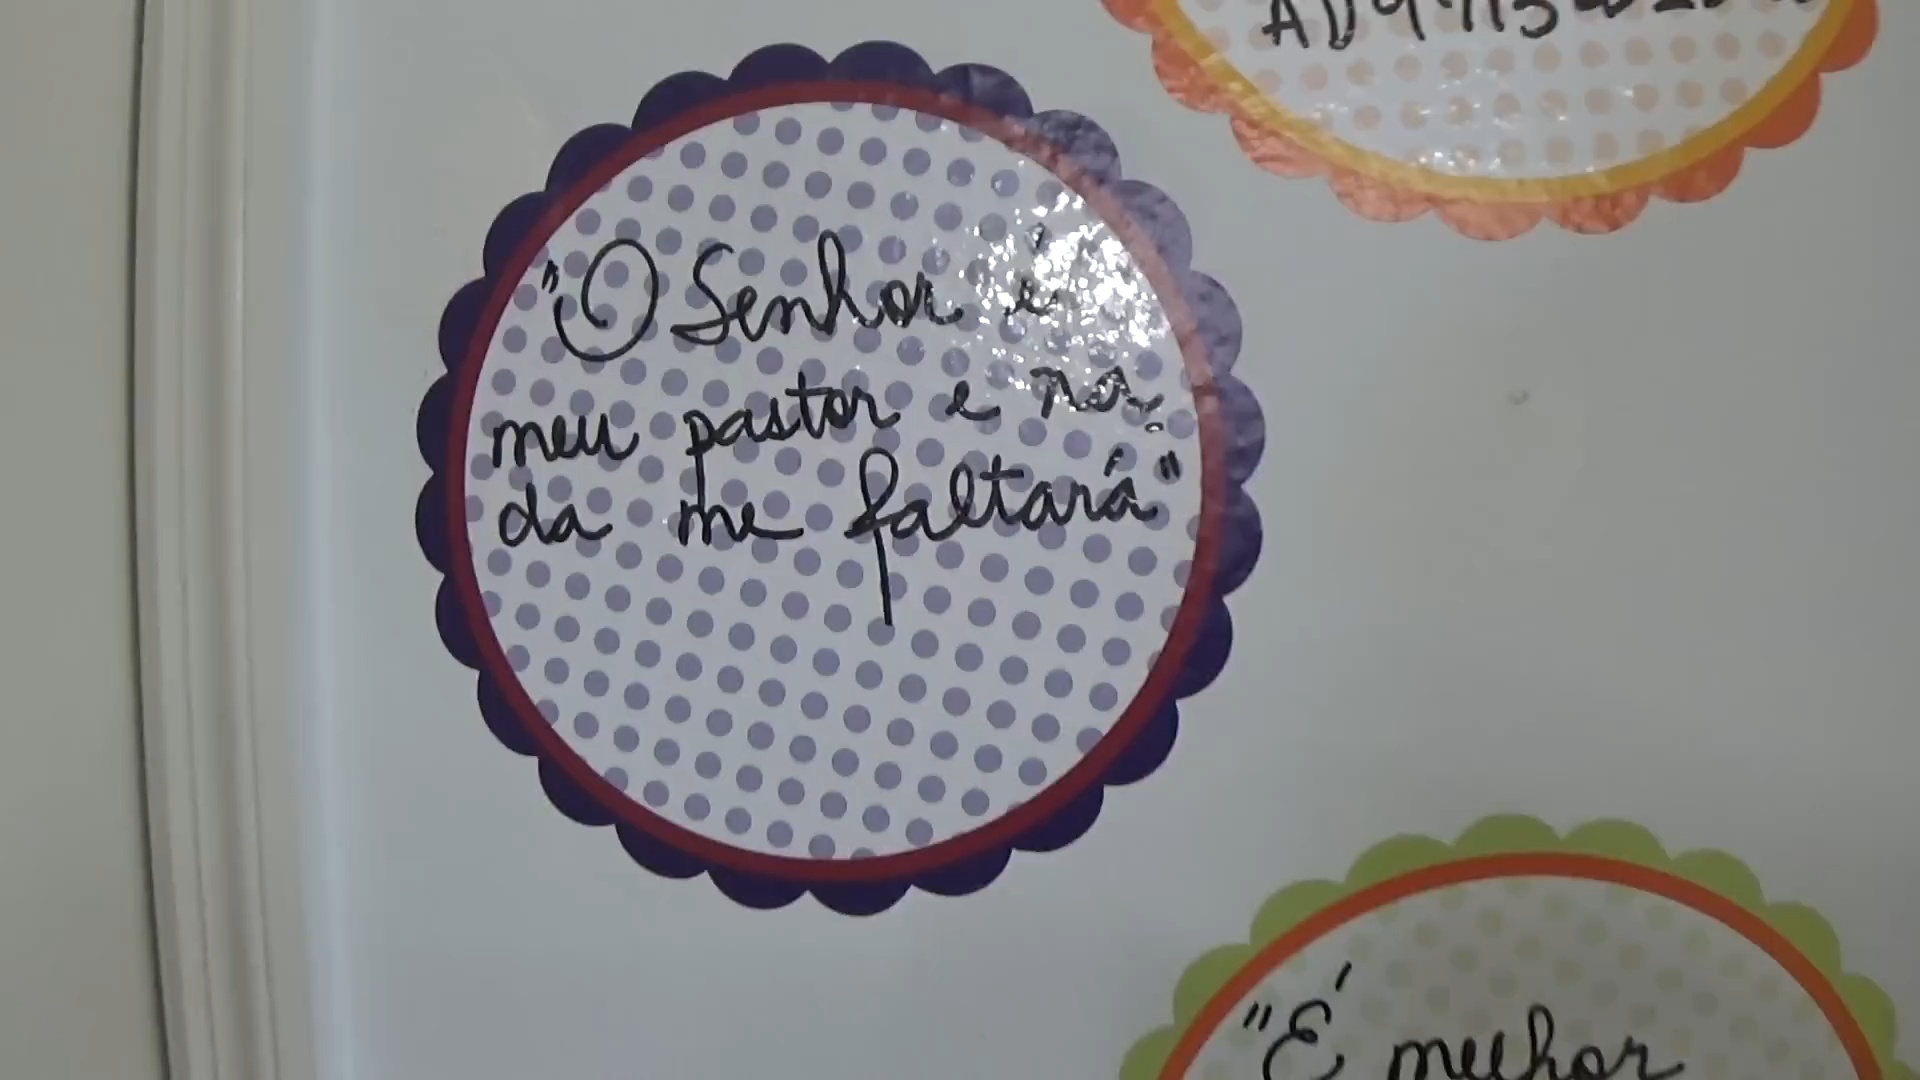 "O Senhor é
meu pastor e na-
da me faltará"
"É melhor